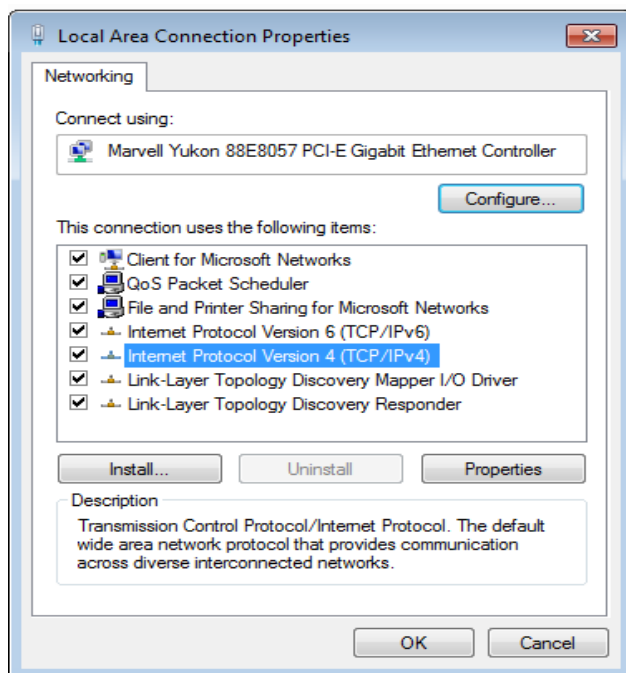 Local Area Connection Properties
Networking
Connect using:
Marvell Yukon 88E8057 PCI-E Gigabit Ethernet Controller
Configure...
This connection uses the following items:
Client for Microsoft Networks
QoS Packet Scheduler
File and Printer Sharing for Microsoft Networks
Internet Protocol Version 6 (TCP/IPv6)
Internet Protocol Version 4 (TCP/IPv4)
Link-Layer Topology Discovery Mapper I/O Driver
Link-Layer Topology Discovery Responder
Install...
Uninstall
Properties
Description
Transmission Control Protocol/Internet Protocol. The default
wide area network protocol that provides communication
across diverse interconnected networks.
OK
Cancel